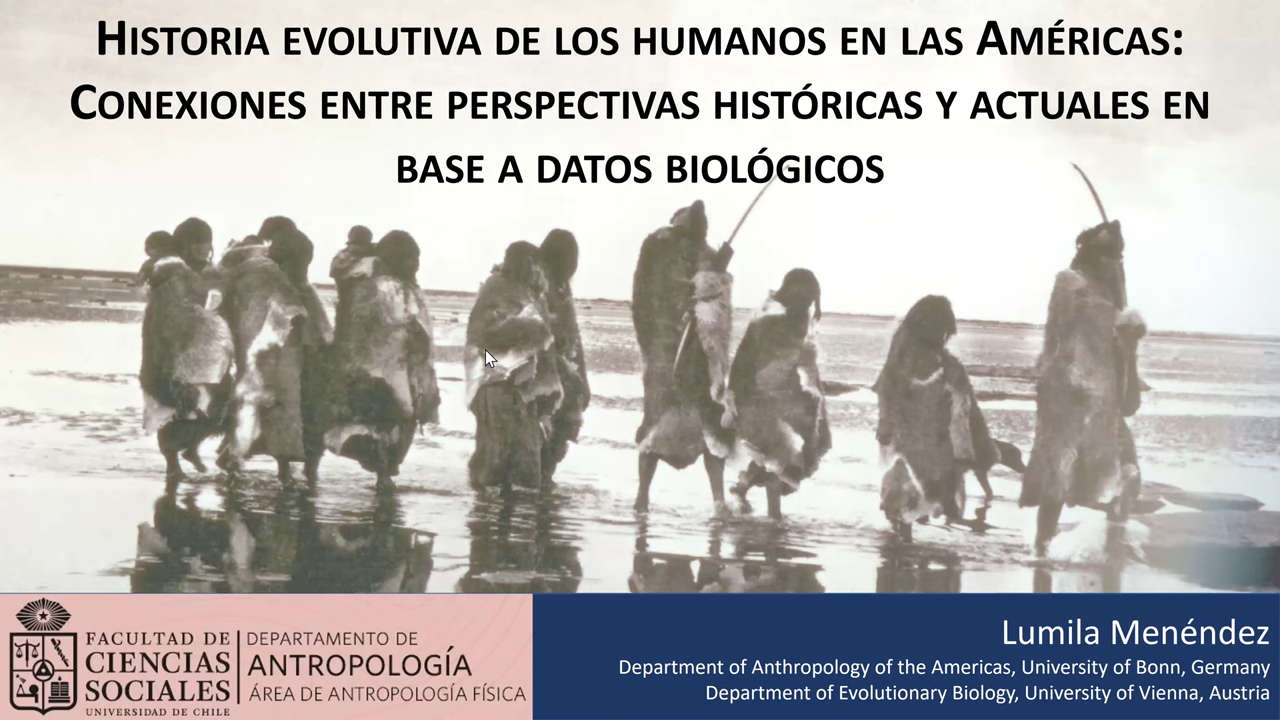 HISTORIA EVOLUTIVA DE LOS HUMANOS EN LAS AMÉRICAS:
CONEXIONES ENTRE PERSPECTIVAS HISTÓRICAS Y ACTUALES EN
BASE A DATOS BIOLÓGICOS
FACULTAD DE
CIENCIAS
SOCIALES
UNIVERSIDAD DE CHILE
DEPARTAMENTO DE
ANTROPOLOGÍA
ÁREA DE ANTROPOLOGÍA FÍSICA
Lumila Menéndez
Department of Anthropology of the Americas, University of Bonn, Germany
Department of Evolutionary Biology, University of Vienna, Austria